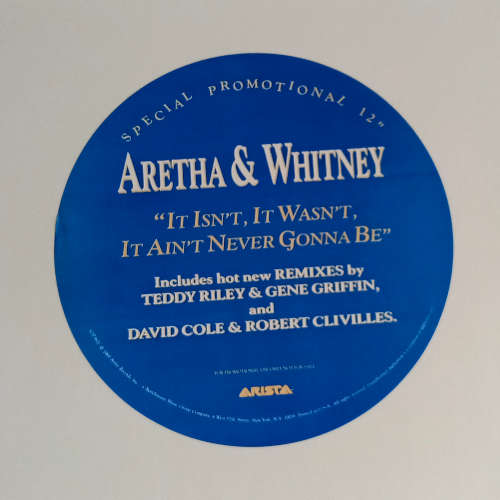 SPECIAL PROMOTIONAL 12"
ARETHA & WHITNEY
"IT ISN'T, IT WASN'T,
IT AIN'T NEVER GONNA BE"
Includes hot new REMIXES by
TEDDY RILEY & GENE GRIFFIN,
and
DAVID COLE & ROBERT CLIVILLES.
ARISTA